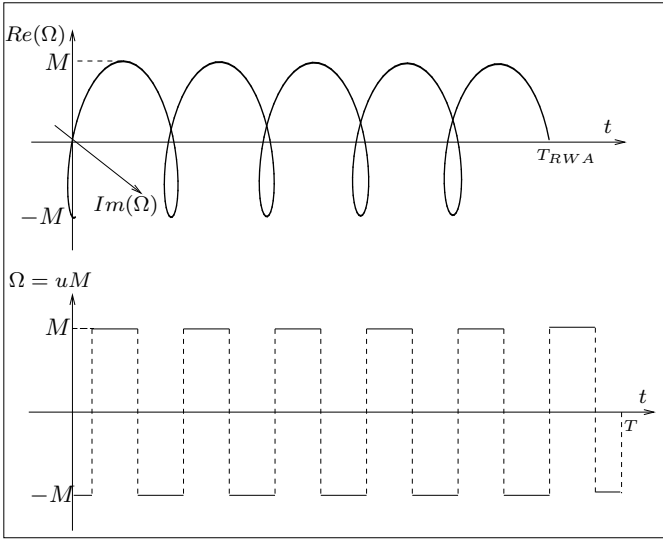 Re(Ω)
M
t
T_{RWA}
Im(Ω)
−M
Ω = uM
M
t
T
−M